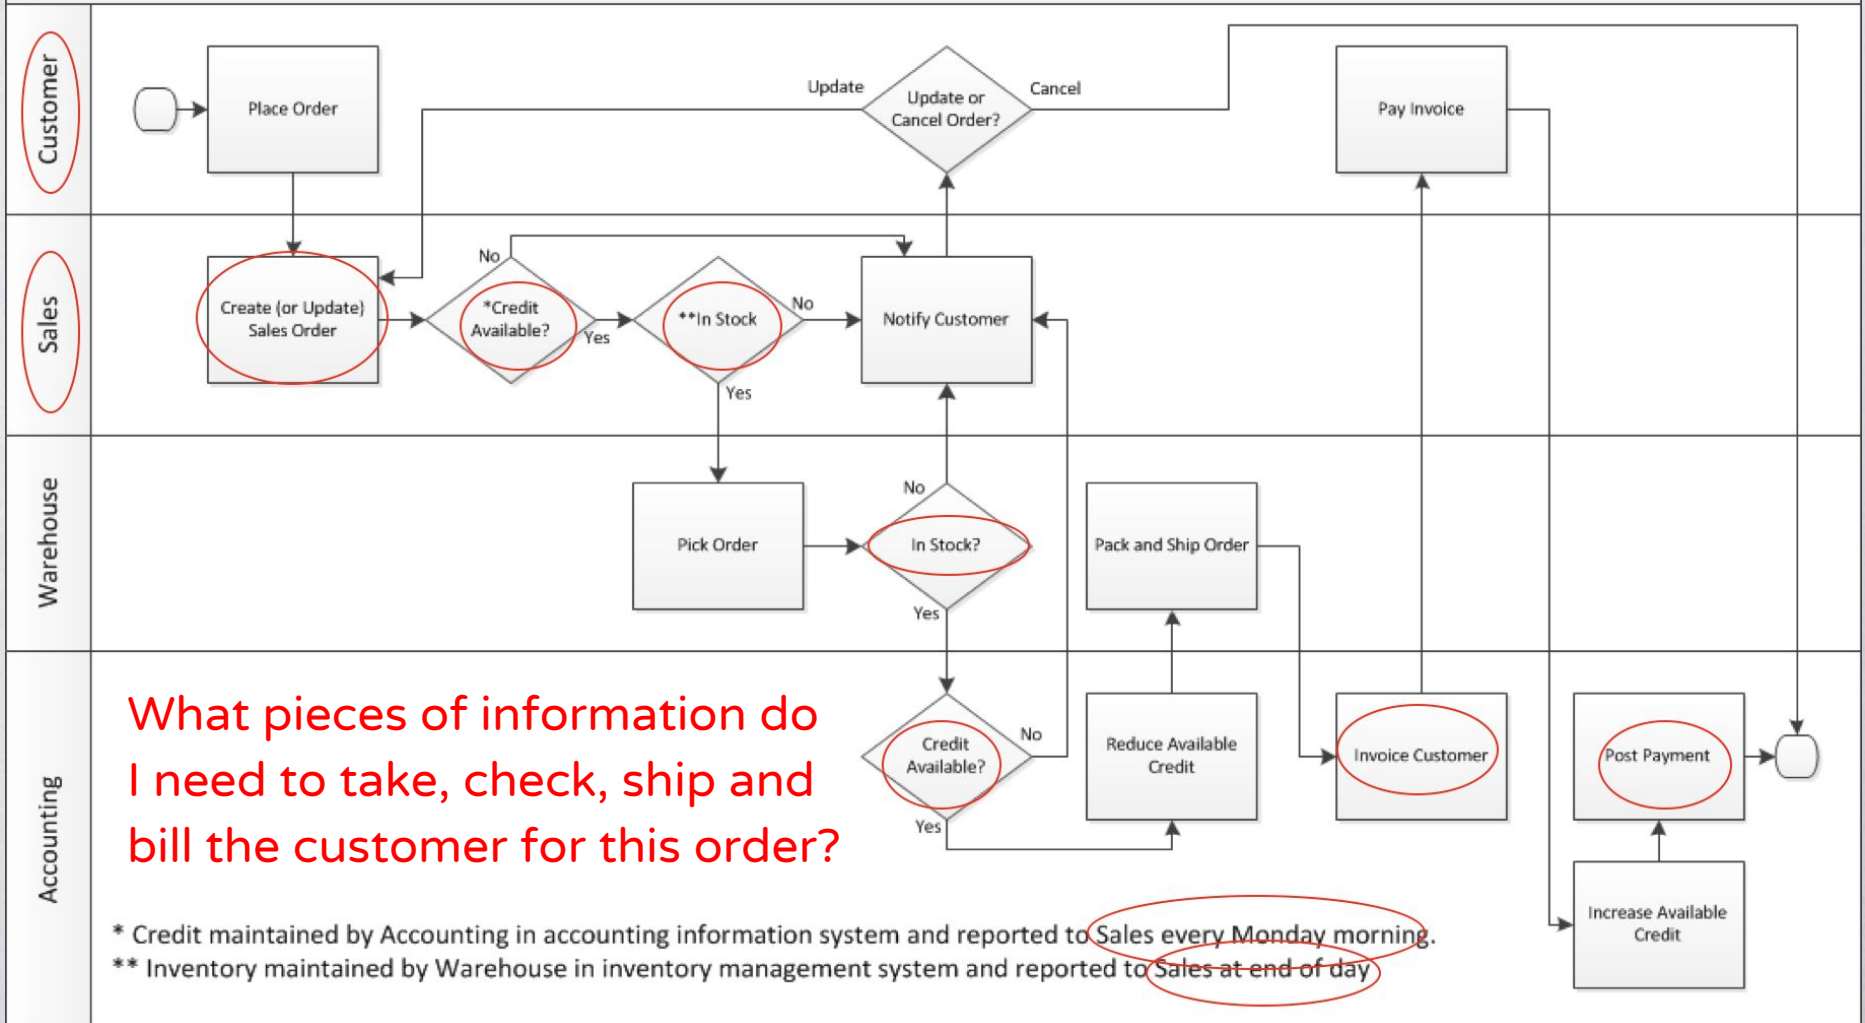 Customer
Place Order
Update
Update or
Cancel Order?
Cancel
Pay Invoice
Sales
Create (or Update)
Sales Order
No
*Credit
Available?
Yes
**In Stock
No
Yes
Notify Customer
Warehouse
Pick Order
No
In Stock?
Yes
Pack and Ship Order
Accounting
What pieces of information do
I need to take, check, ship and
bill the customer for this order?
Credit
Available?
No
Yes
Reduce Available
Credit
Invoice Customer
Post Payment
Increase Available
Credit
* Credit maintained by Accounting in accounting information system and reported to Sales every Monday morning.
** Inventory maintained by Warehouse in inventory management system and reported to Sales at end of day